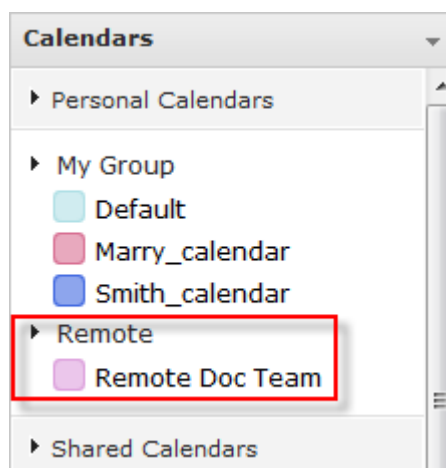 Calendars
Personal Calendars
My Group
Default
Marry_calendar
Smith_calendar
Remote
Remote Doc Team
Shared Calendars